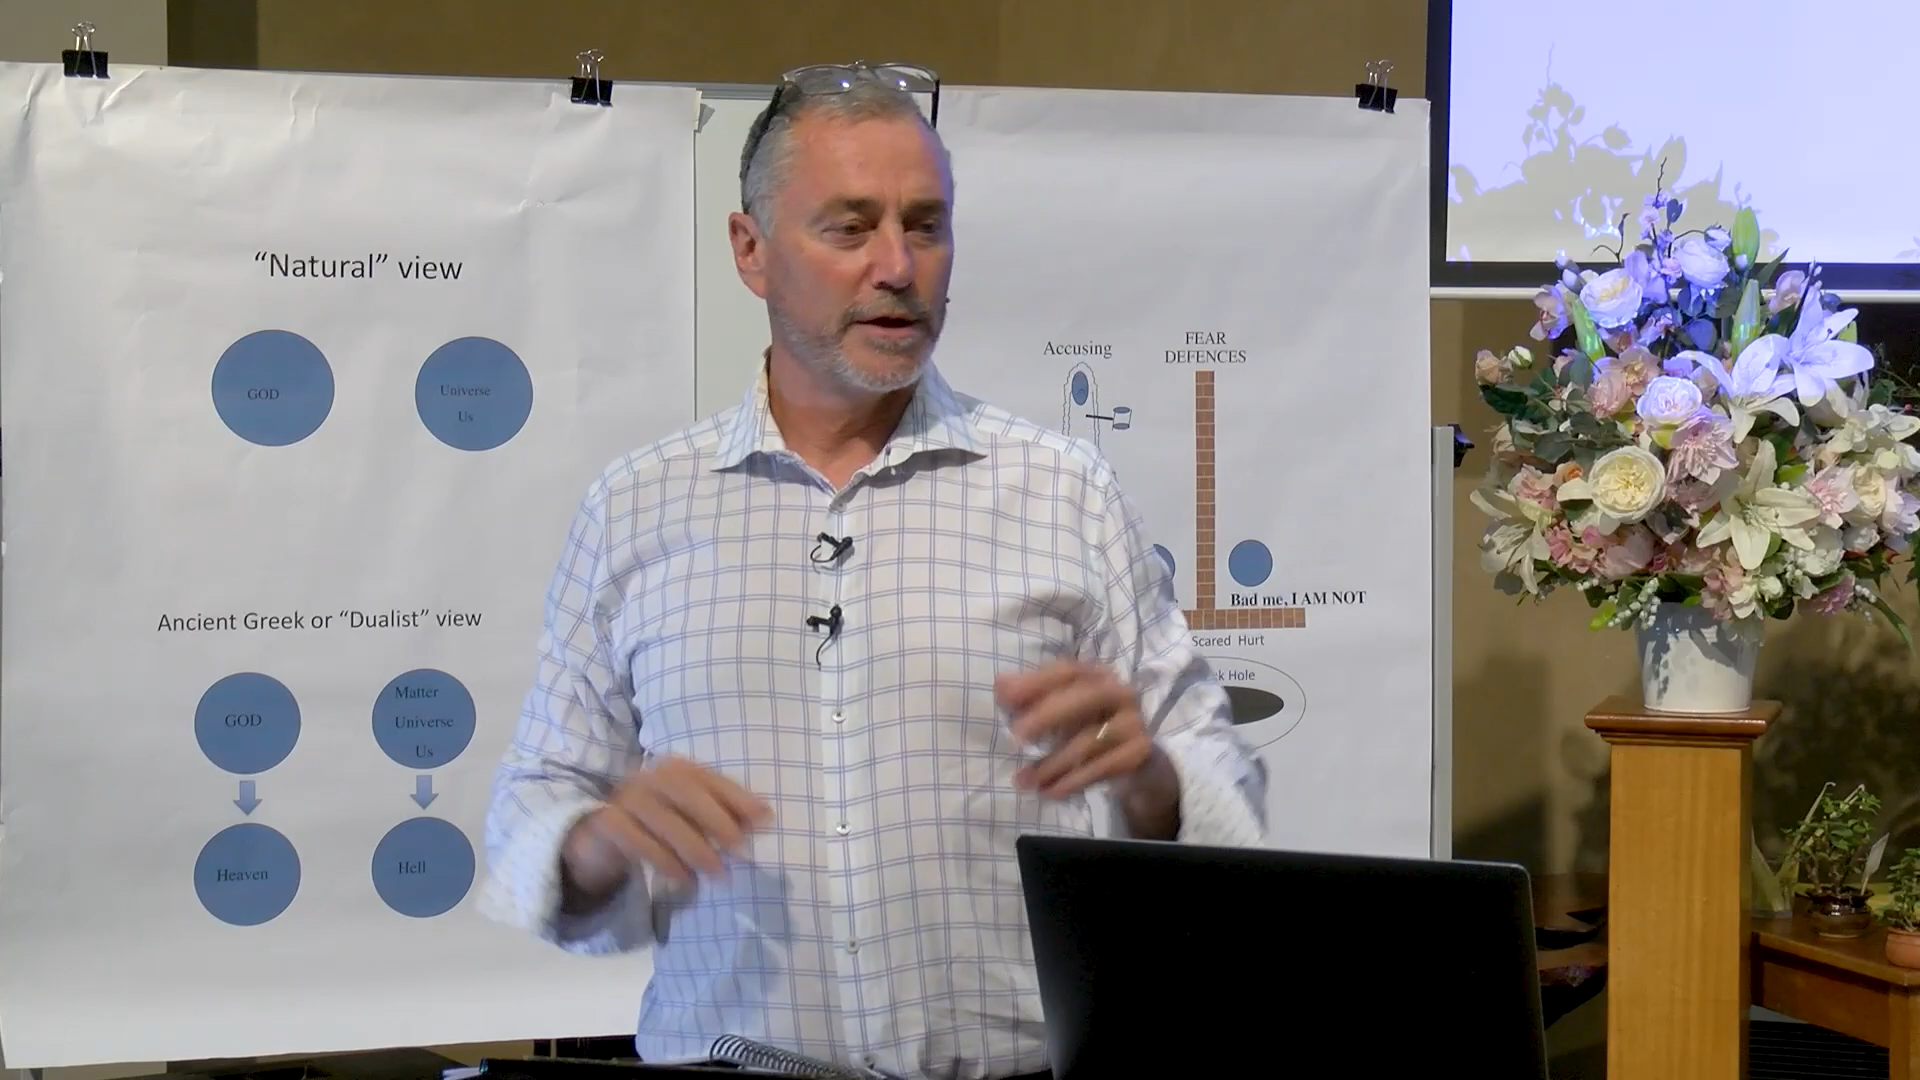 “Natural” view
GOD
Universe
Us
Ancient Greek or “Dualist” view
GOD
Matter
Universe
Us
Heaven
Hell
Accusing
FEAR
DEFENCES
Bad me, I AM NOT
Scared Hurt
Hole